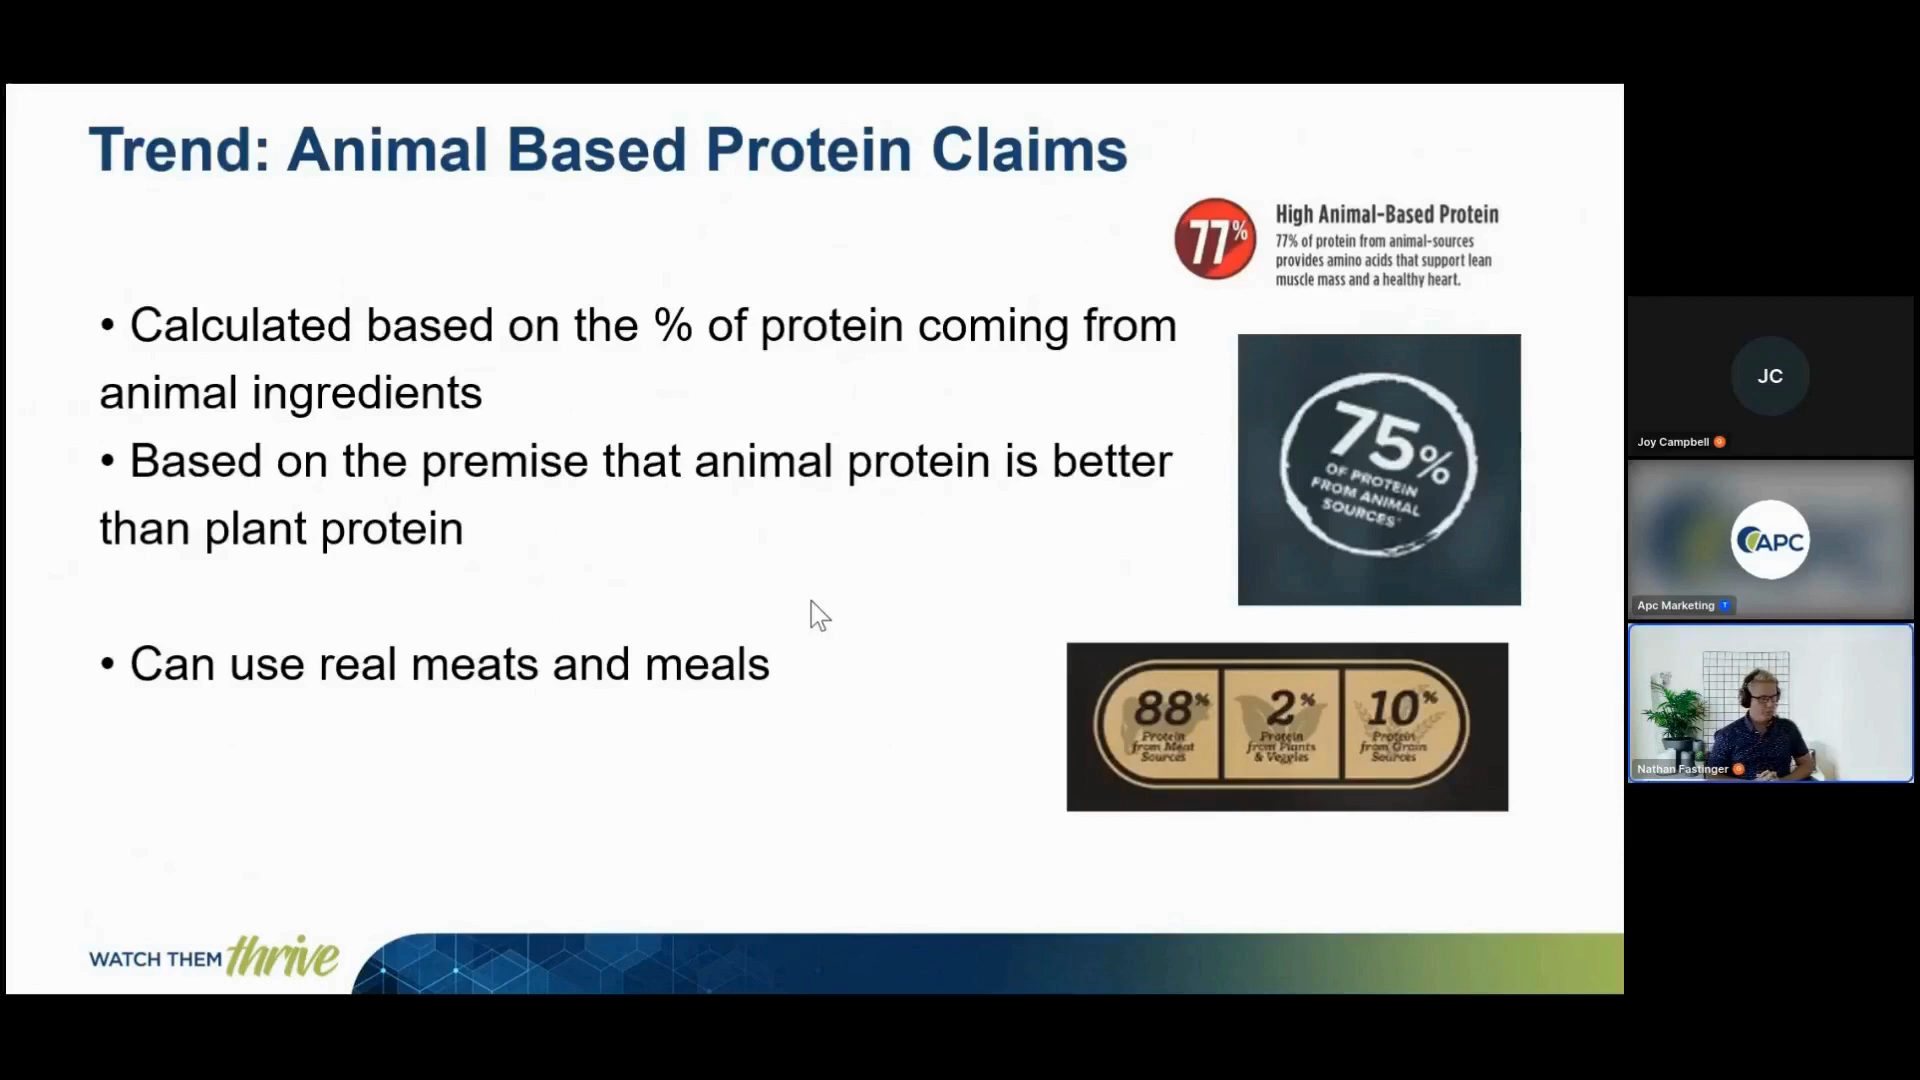 Trend: Animal Based Protein Claims
77%
High Animal-Based Protein
77% of protein from animal-sources
provides amino acids that support lean
muscle mass and a healthy heart.
• Calculated based on the % of protein coming from
animal ingredients
• Based on the premise that animal protein is better
than plant protein
• Can use real meats and meals
75%
OF PROTEIN
FROM ANIMAL
SOURCES*
88%
Protein
from Meat
Sources
2%
Protein
from Plants
& Veggies
10%
Protein
from Grain
Sources
WATCH THEM thrive
JC
Joy Campbell
APC
Apc Marketing T
Nathan Fastinger